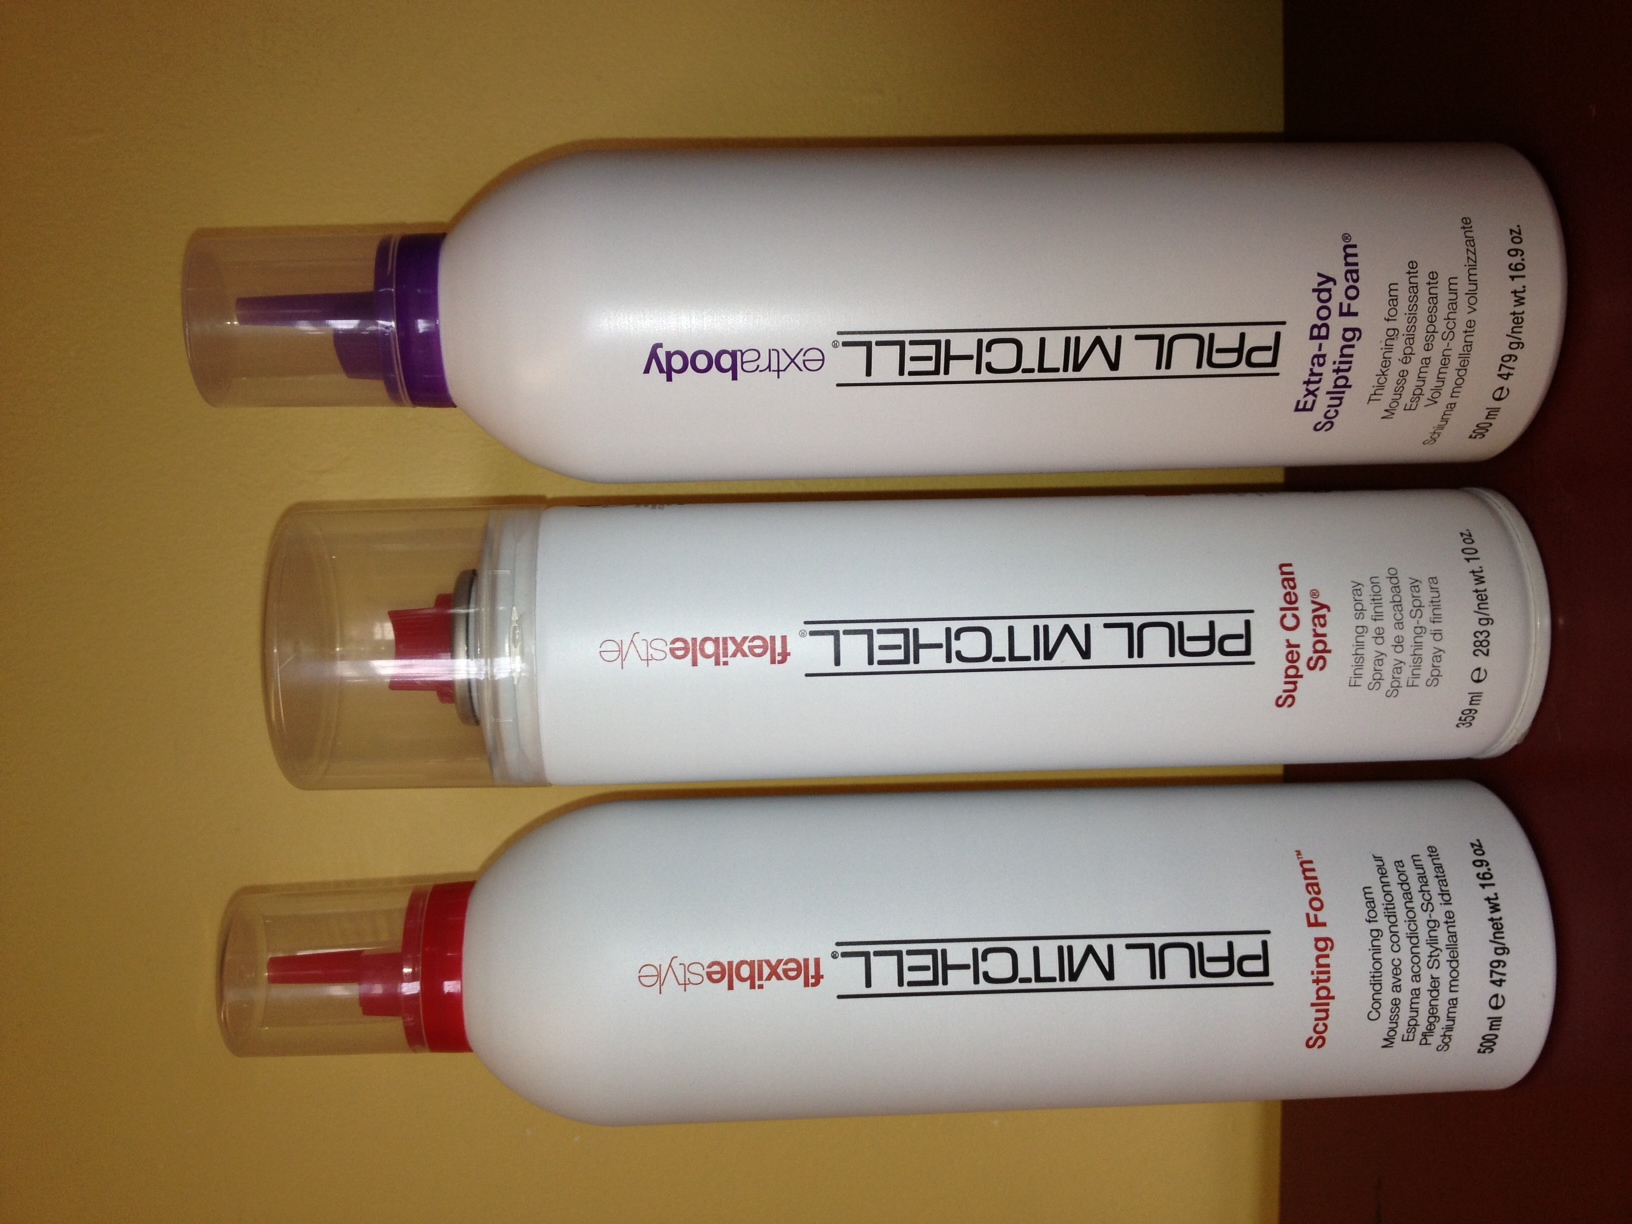 PAUL MITCHELL® flexiblestyle
Sculpting Foam™
Conditioning foam
Mousse avec conditionneur
Espuma acondicionadora
Pflegender Styling-Schaum
Schiuma modellante idratante
500 ml ℮ 479 g/net wt. 16.9 oz.
PAUL MITCHELL® flexiblestyle
Super Clean
Spray®
Finishing spray
Spray de finition
Spray de acabado
Finishing-Spray
Spray di finitura
359 ml ℮ 283 g/net wt. 10 oz.
PAUL MITCHELL® extrabody
Extra-Body
Sculpting Foam®
Thickening foam
Mousse épaississante
Espuma espesante
Volumen-Schaum
Schiuma modellante volumizzante
500 ml ℮ 479 g/net wt. 16.9 oz.